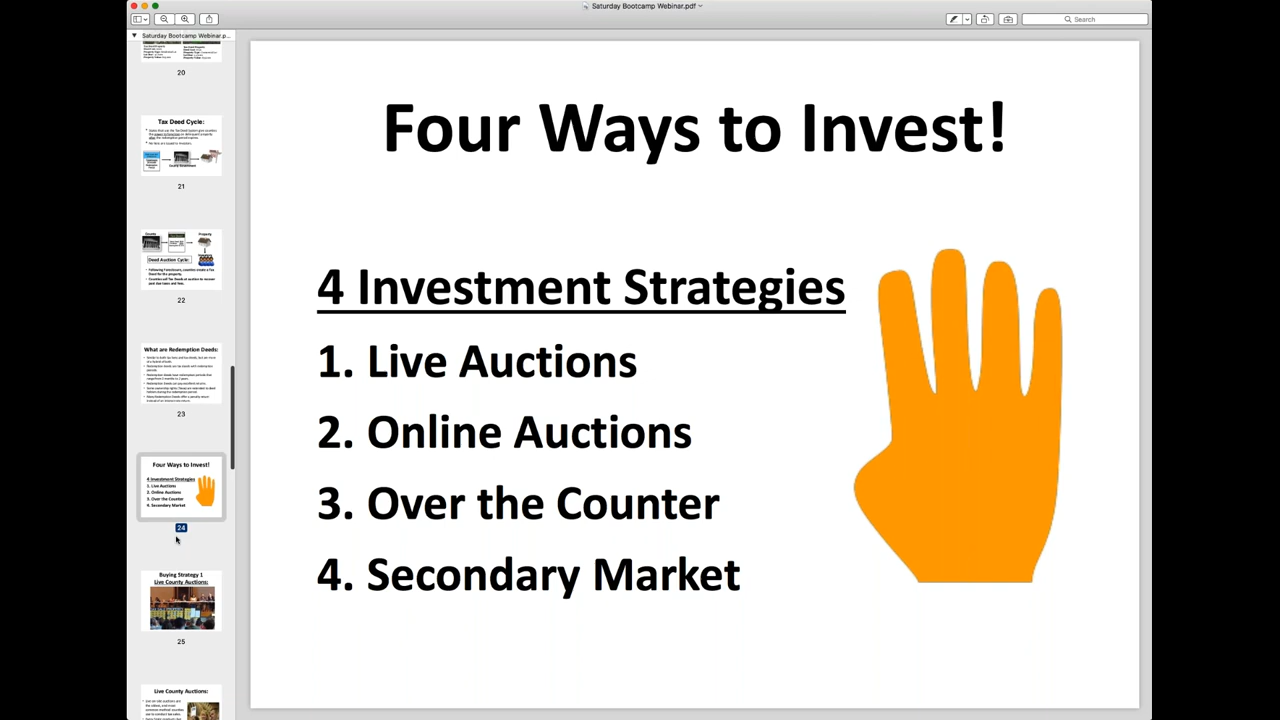 Saturday Bootcamp Webinar.pdf
Search
Saturday Bootcamp Webinar.p...
20
Tax Deed Cycle:
21
County
Property
Deed Auction Cycle:
22
What are Redemption Deeds:
23
Four Ways to Invest!
4 Investment Strategies
1. Live Auctions
2. Online Auctions
3. Over the Counter
4. Secondary Market
24
Buying Strategy 1
Live County Auctions:
25
Live County Auctions:
Four Ways to Invest!
4 Investment Strategies
1. Live Auctions
2. Online Auctions
3. Over the Counter
4. Secondary Market